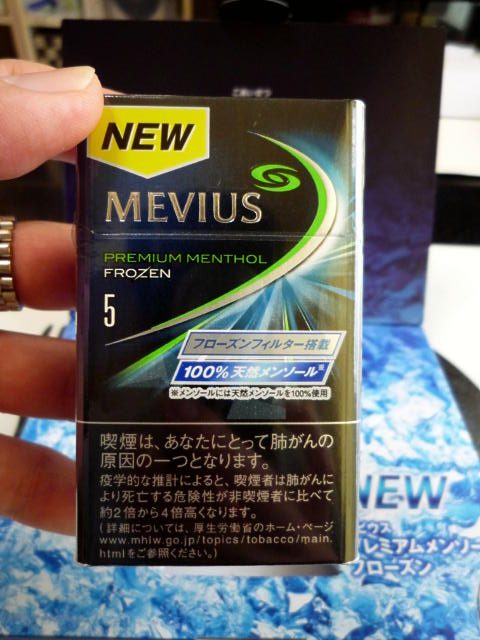 NEW
MEVIUS
PREMIUM MENTHOL
FROZEN
5
フローズンフィルター搭載
100%天然メンソール※
※メンソールには天然メンソールを100%使用
喫煙は、あなたにとって肺がんの
原因の一つとなります。
疫学的な推計によると、喫煙者は肺がんに
より死亡する危険性が非喫煙者に比べて
約2倍から4倍高くなります。
(詳細については、厚生労働省のホーム・ページ
www.mhlw.go.jp/topics/tobacco/main.
htmlをご参照ください。)
NEW
ビウス
レミアムメンソー
フローズン